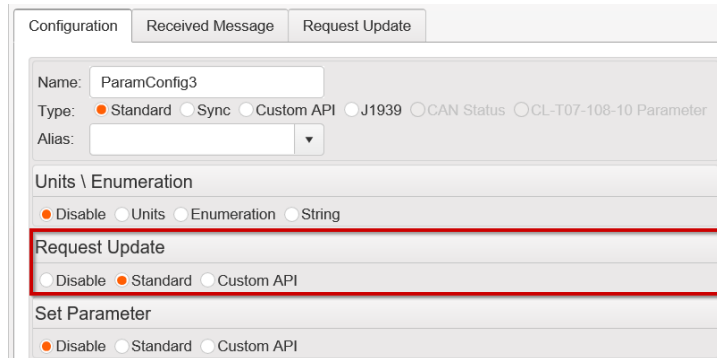 Configuration Received Message Request Update
Name: ParamConfig3
Type: Standard Sync Custom API J1939 CAN Status CL-T07-108-10 Parameter
Alias:
Units \ Enumeration
Disable Units Enumeration String
Request Update
Disable Standard Custom API
Set Parameter
Disable Standard Custom API